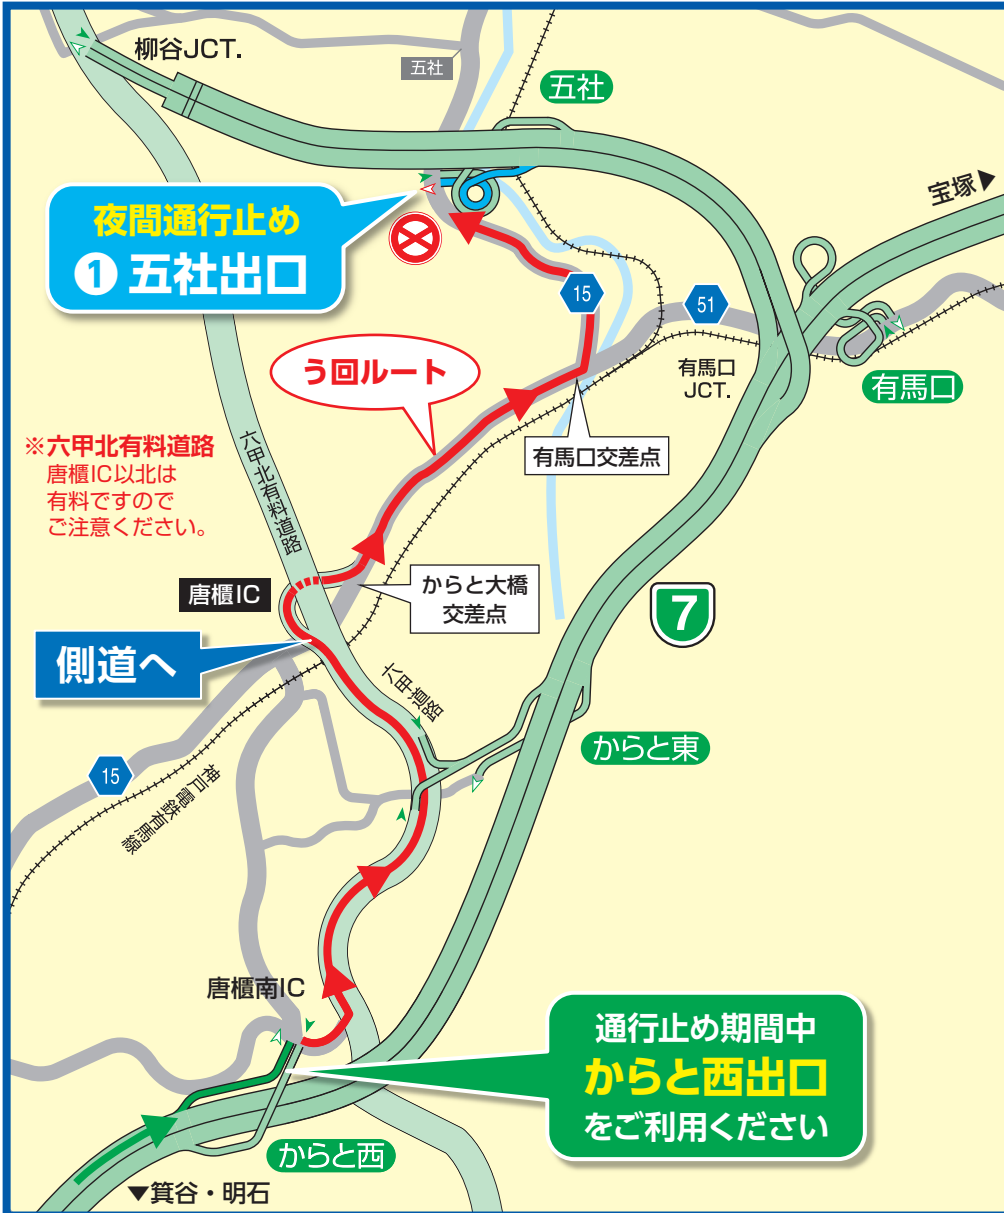 柳谷JCT.
五社
五社
宝塚▶
夜間通行止め
❶ 五社出口
15
51
う回ルート
有馬口
JCT.
有馬口
有馬口交差点
※六甲北有料道路
唐櫃IC以北は
有料ですので
ご注意ください。
六甲北有料道路
唐櫃IC
からと大橋
交差点
7
側道へ
六甲道路
からと東
15
神戸電鉄有馬線
唐櫃南IC
通行止め期間中
からと西出口
をご利用ください
からと西
▼箕谷・明石